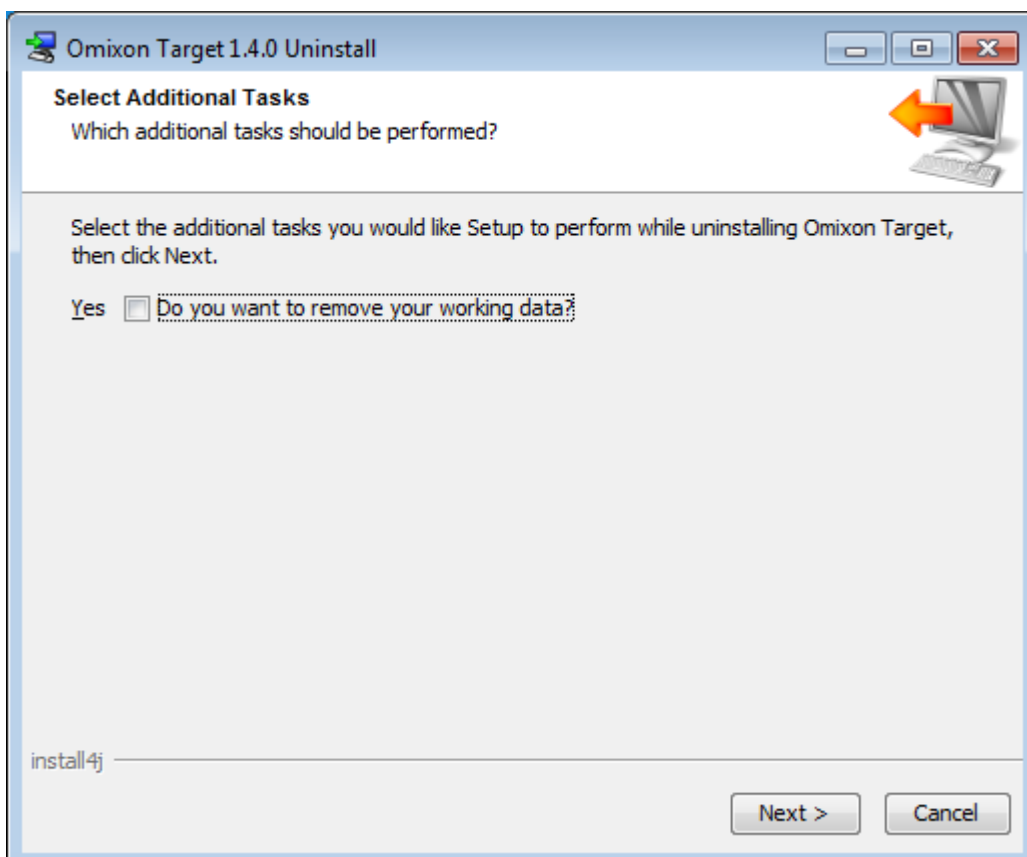 Omixon Target 1.4.0 Uninstall
Select Additional Tasks
Which additional tasks should be performed?
Select the additional tasks you would like Setup to perform while uninstalling Omixon Target,
then click Next.
Yes Do you want to remove your working data?
install4j
Next > Cancel